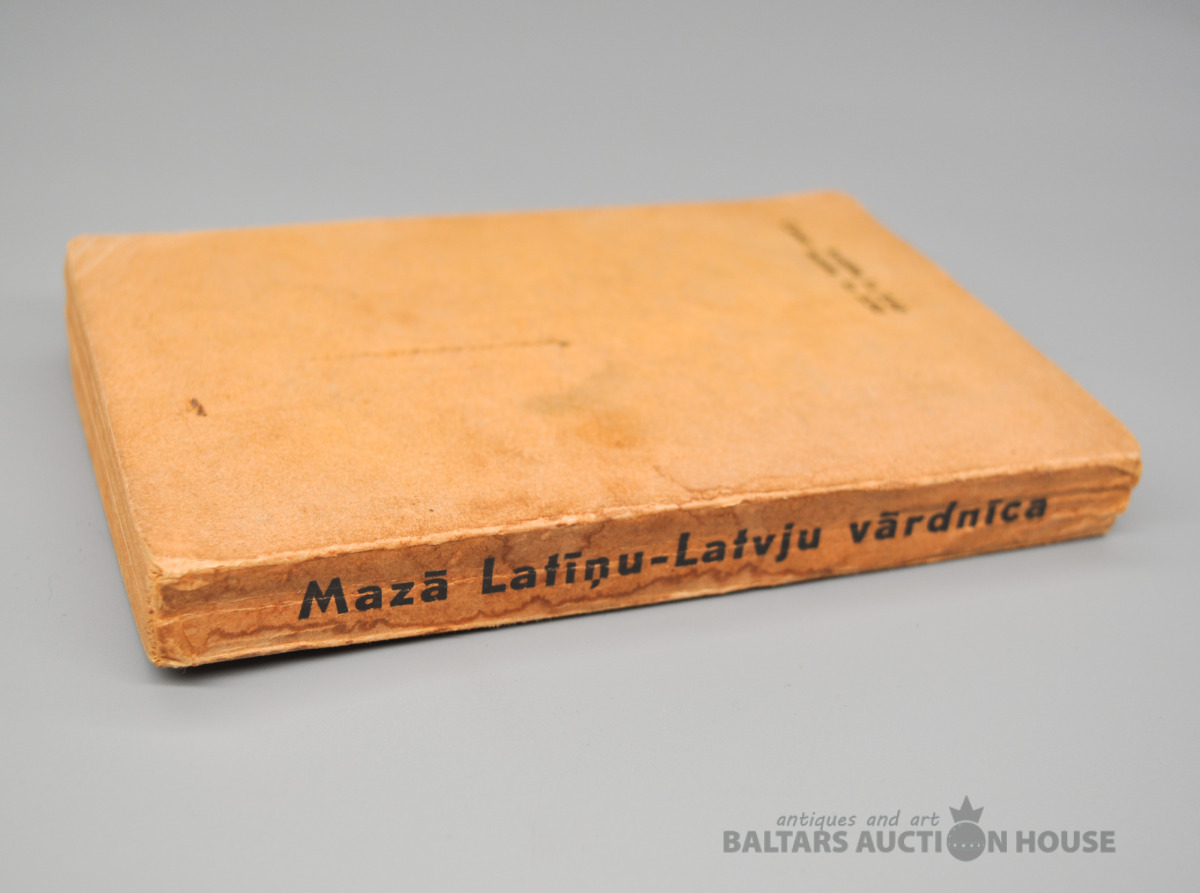 Mazā Latīņu-Latvju vārdnīca
antiques and art
BALTARS AUCTION HOUSE